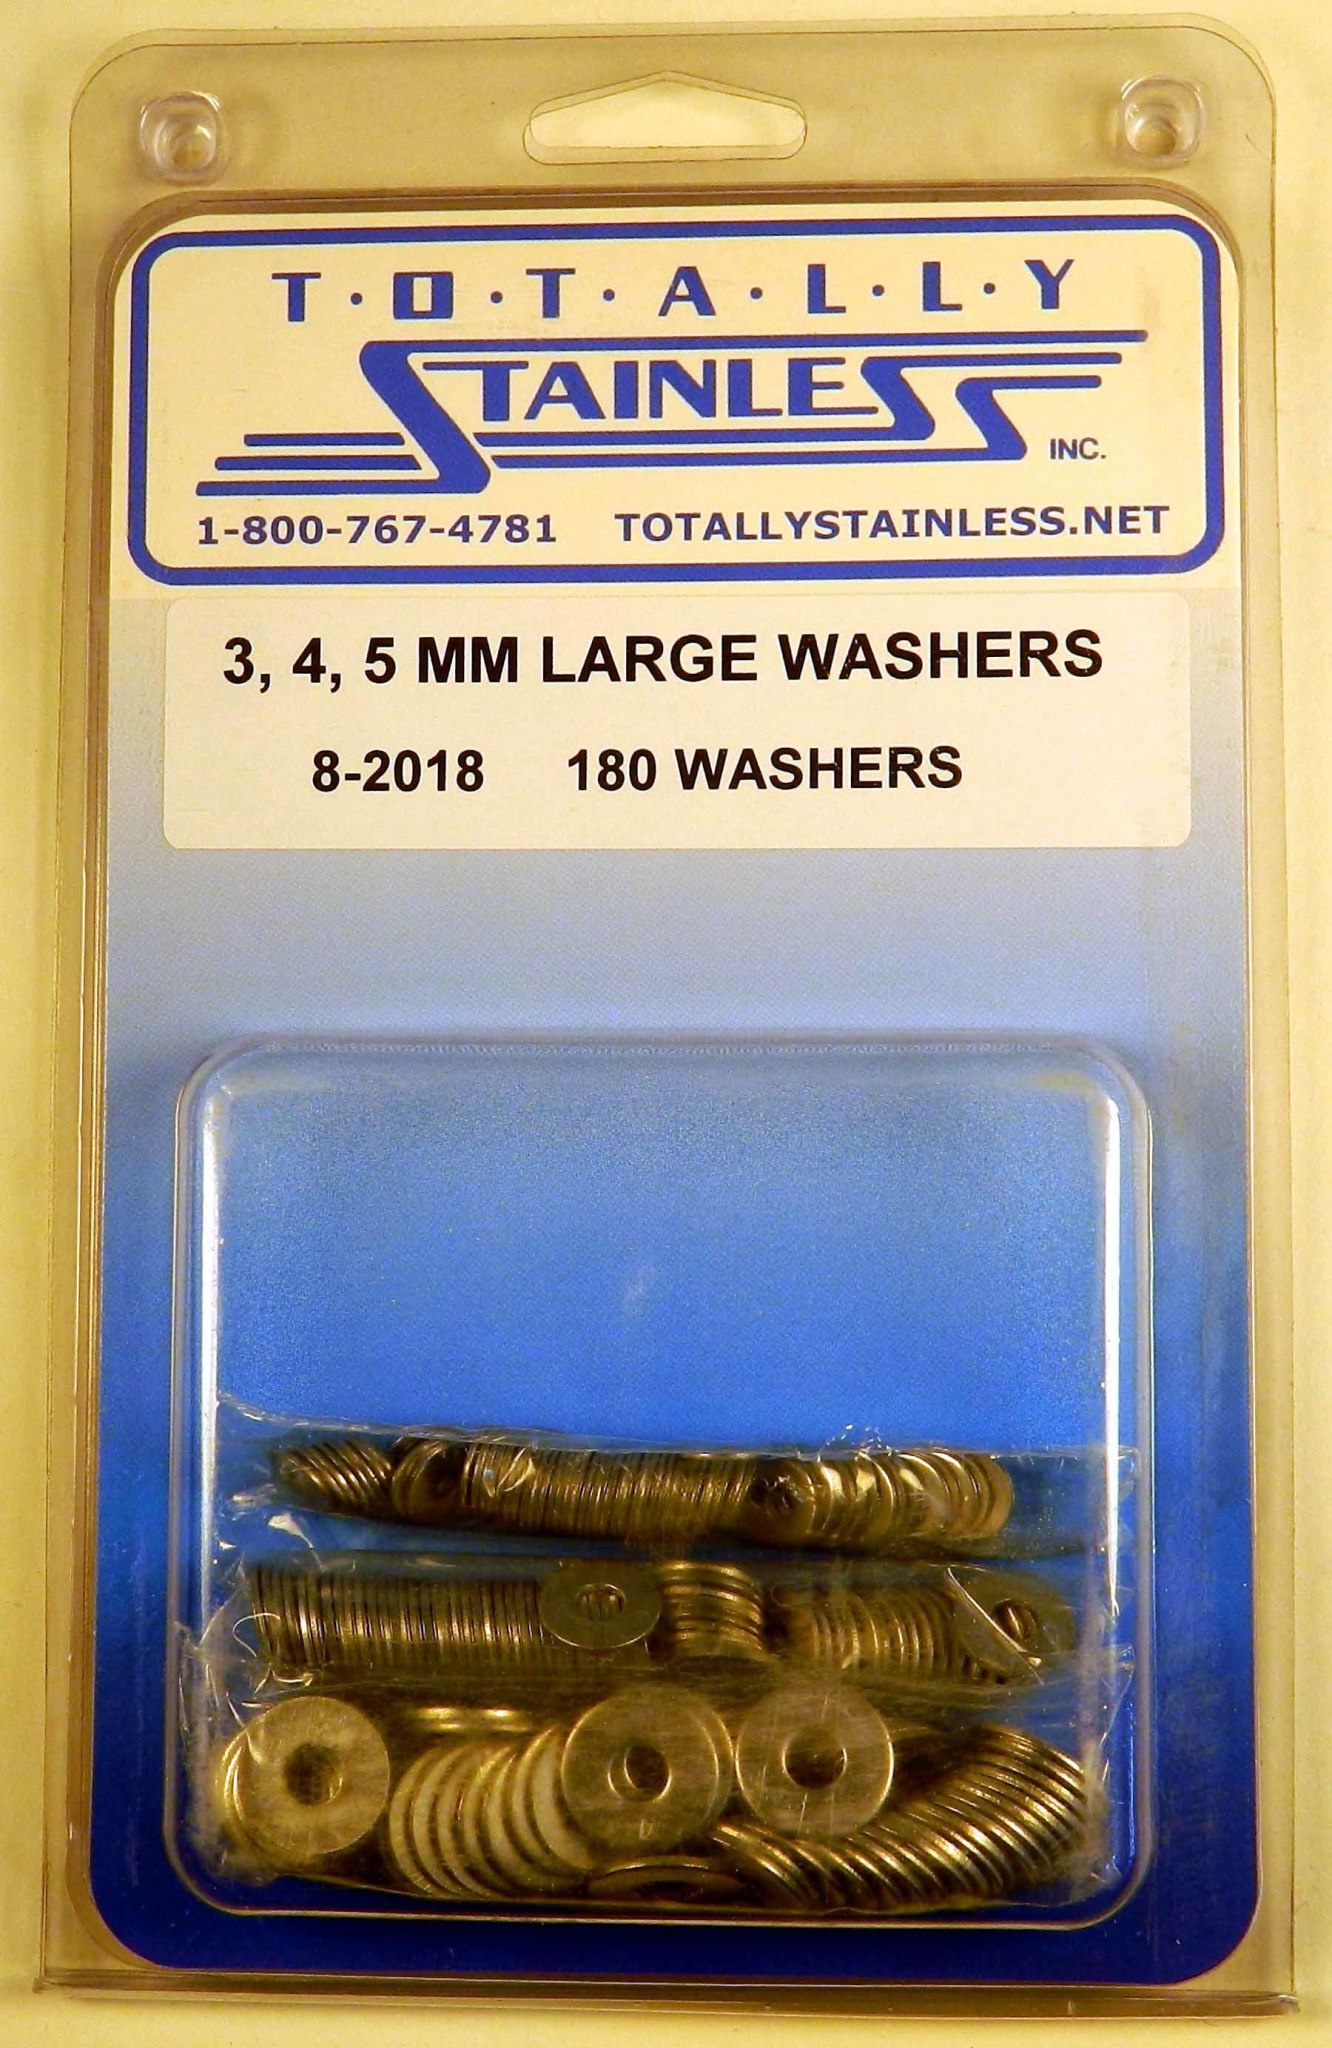 T·O·T·A·L·L·Y
STAINLESS INC.
1-800-767-4781 TOTALLYSTAINLESS.NET
3, 4, 5 MM LARGE WASHERS
8-2018 180 WASHERS